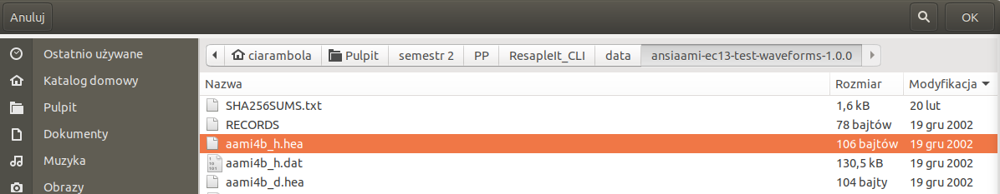 Anuluj OK
Ostatnio używane
Katalog domowy
Pulpit
Dokumenty
Muzyka
Obrazy
ciarambola Pulpit semestr 2 PP ResapleIt_CLI data ansiaami-ec13-test-waveforms-1.0.0
Nazwa Rozmiar Modyfikacja
SHA256SUMS.txt 1,6 kB 20 lut
RECORDS 78 bajtów 19 gru 2002
aami4b_h.hea 106 bajtów 19 gru 2002
aami4b_h.dat 130,5 kB 19 gru 2002
aami4b_d.hea 104 bajty 19 gru 2002